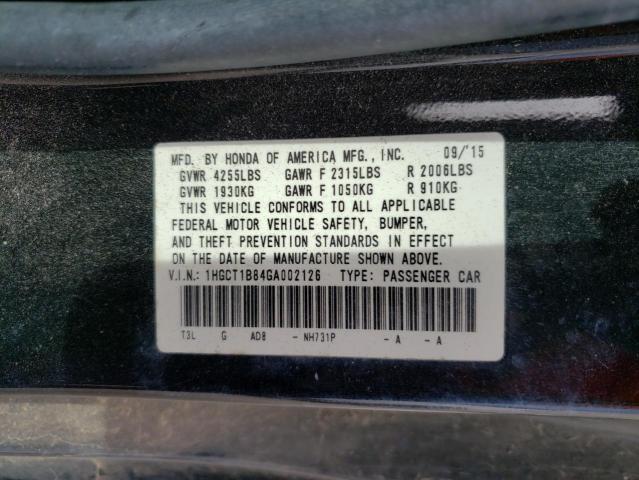 MFD. BY HONDA OF AMERICA MFG., INC. 09/'15
GVWR 4255LBS GAWR F 2315LBS R 2006LBS
GVWR 1930KG GAWR F 1050KG R 910KG
THIS VEHICLE CONFORMS TO ALL APPLICABLE
FEDERAL MOTOR VEHICLE SAFETY, BUMPER,
AND THEFT PREVENTION STANDARDS IN EFFECT
ON THE DATE OF MANUFACTURE SHOWN ABOVE.
V.I.N.: 1HGCT1B84GA002126 TYPE: PASSENGER CAR
T3L G AD8 - NH731P - A - A